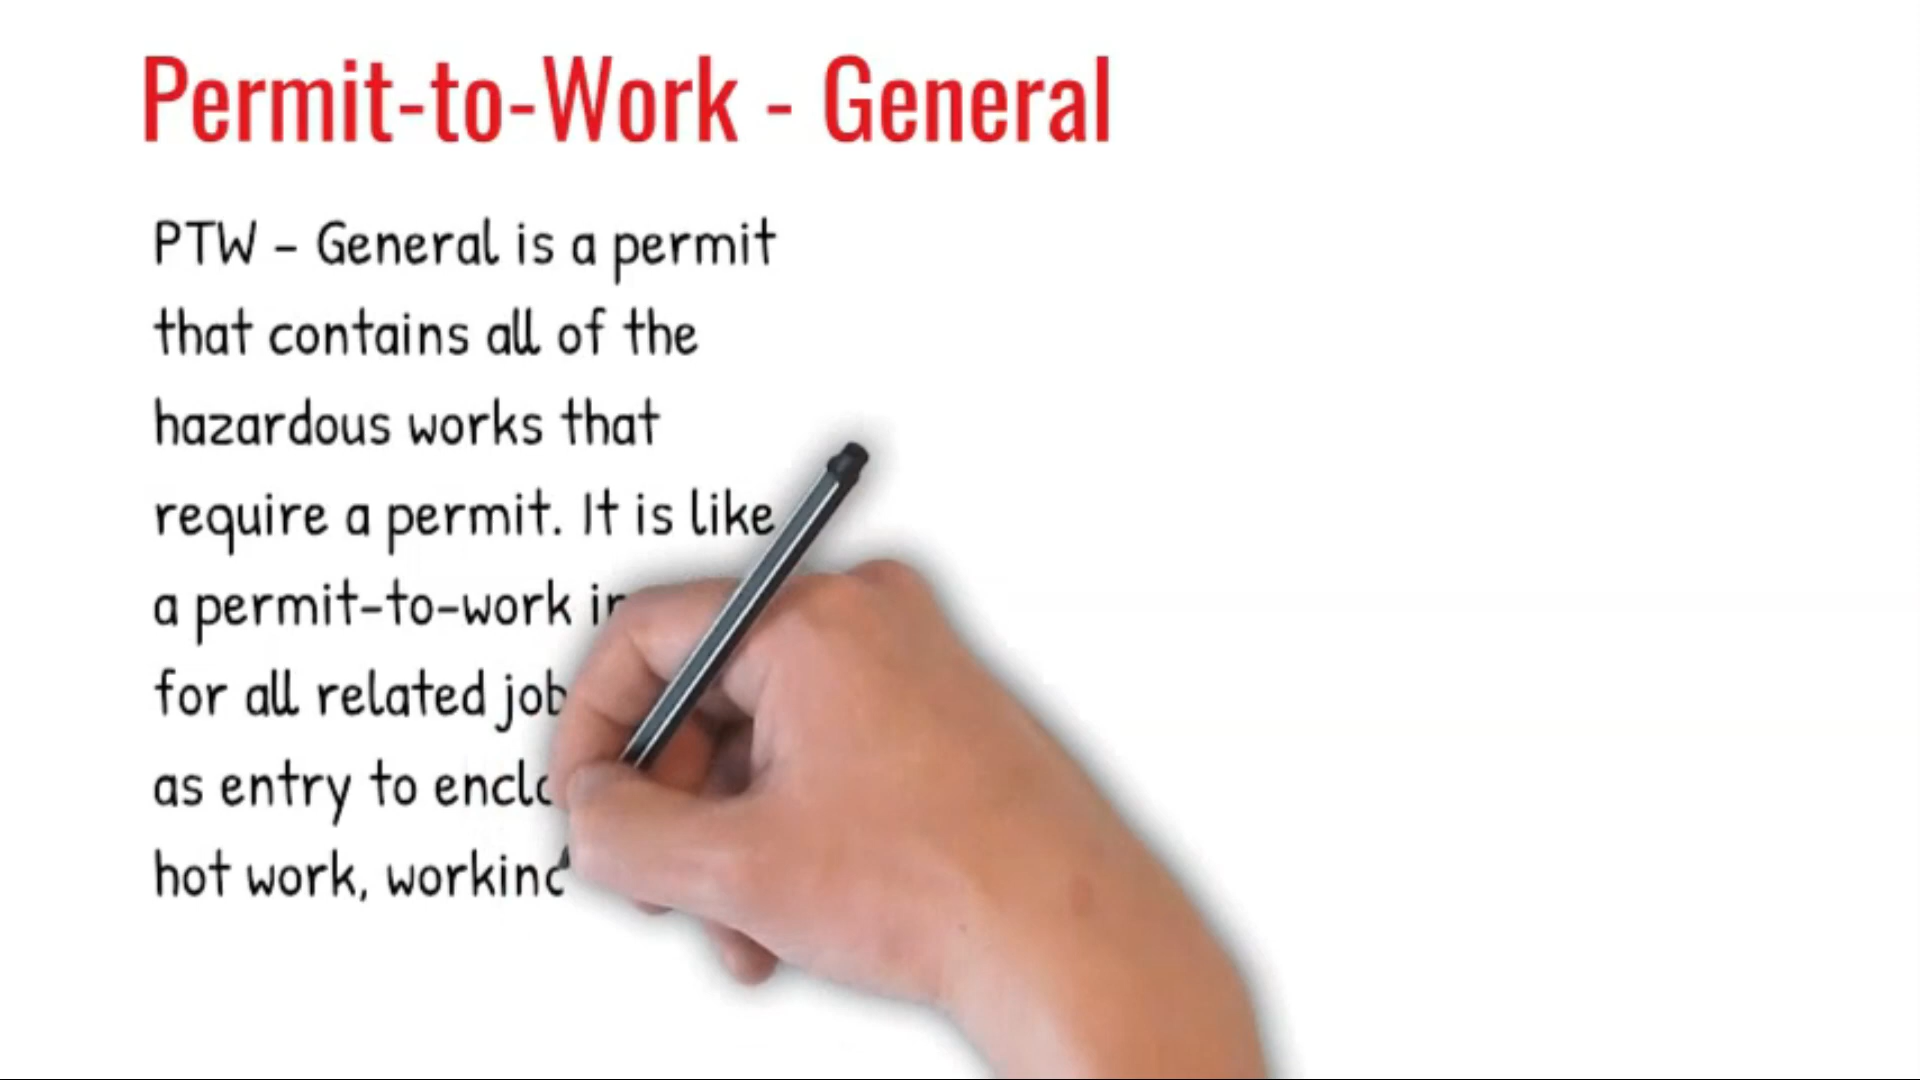 Permit-to-Work - General
PTW - General is a permit
that contains all of the
hazardous works that
require a permit. It is like
a permit-to-work
for all related
as entry to
hot work,